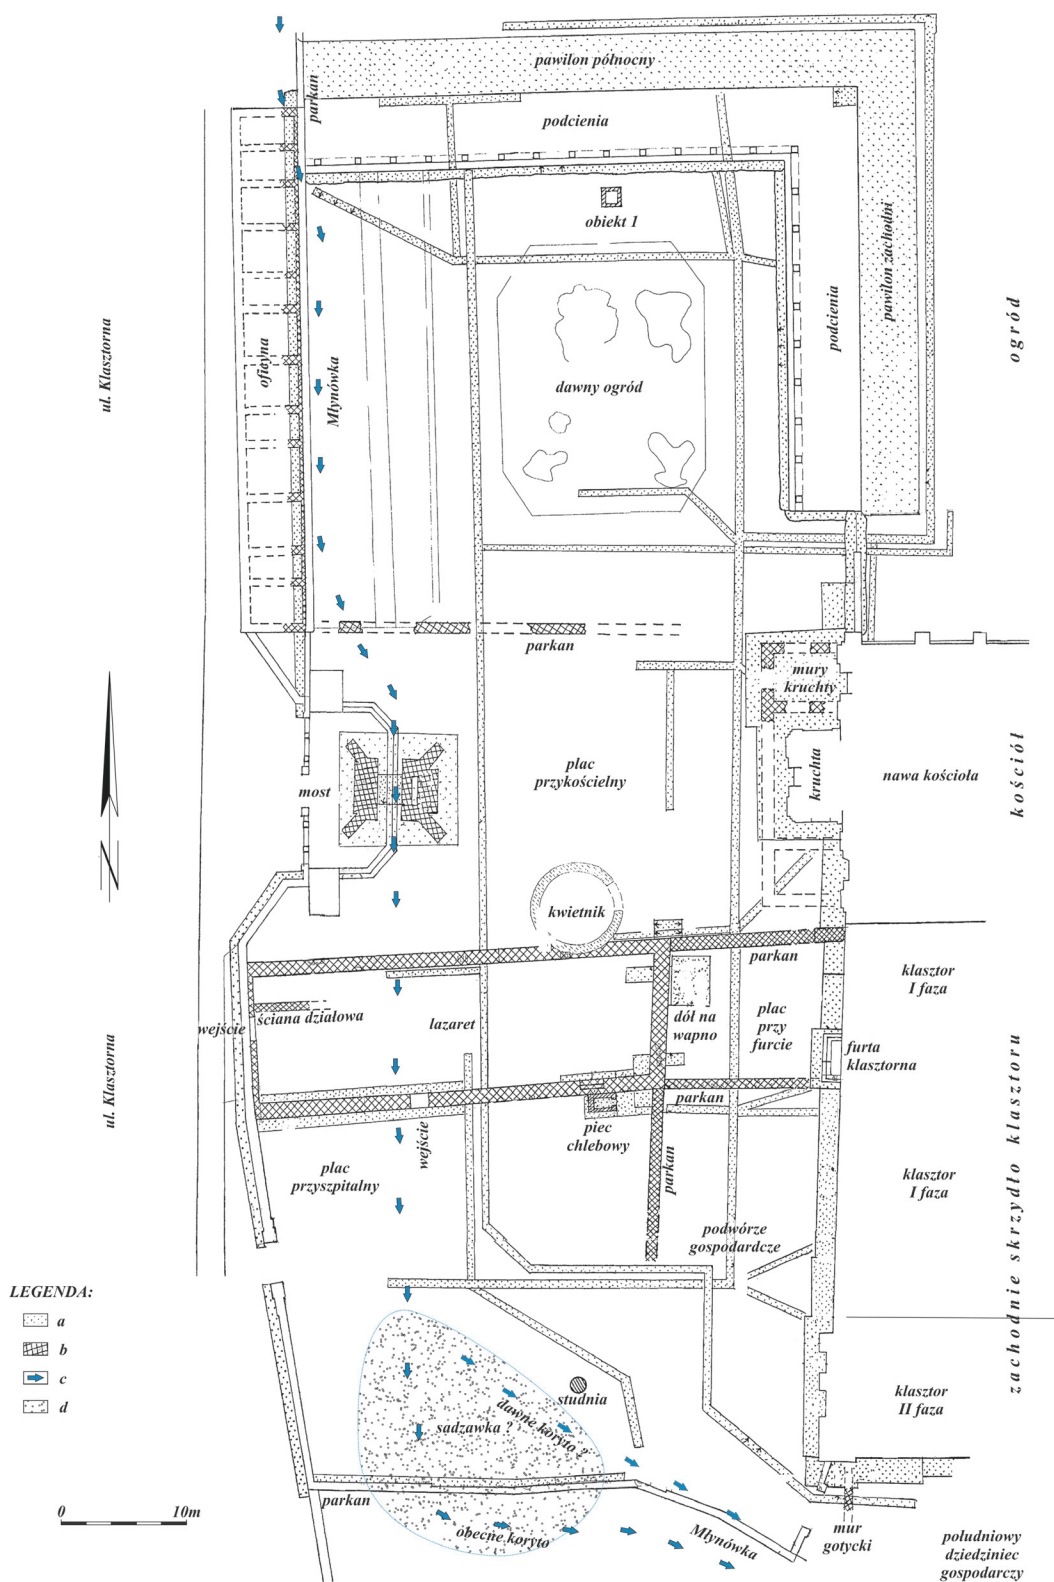 pawilon północny
parkan
podcienia
obiekt 1
pawilon zachodni
podcienia
ogród
ul. Klasztorna
oficyna
Młynówka
dawny ogród
parkan
mury
kruchty
plac
przykościelny
kruchta
nawa kościoła
kościół
most
kwietnik
parkan
klasztor
I faza
wejście
ściana działowa
lazaret
dół na
wapno
plac
przy
furcie
furta
klasztorna
ul. Klasztorna
parkan
piec
chlebowy
wejście
plac
przyszpitalny
parkan
klasztor
I faza
podwórze
gospodardcze
zachodnie skrzydło klasztoru
LEGENDA:
a
b
c
d
studnia
dawne koryto ?
sadzawka ?
klasztor
II faza
0 10m
parkan
obecne koryto
Młynówka
mur
gotycki
południowy
dziedziniec
gospodarczy